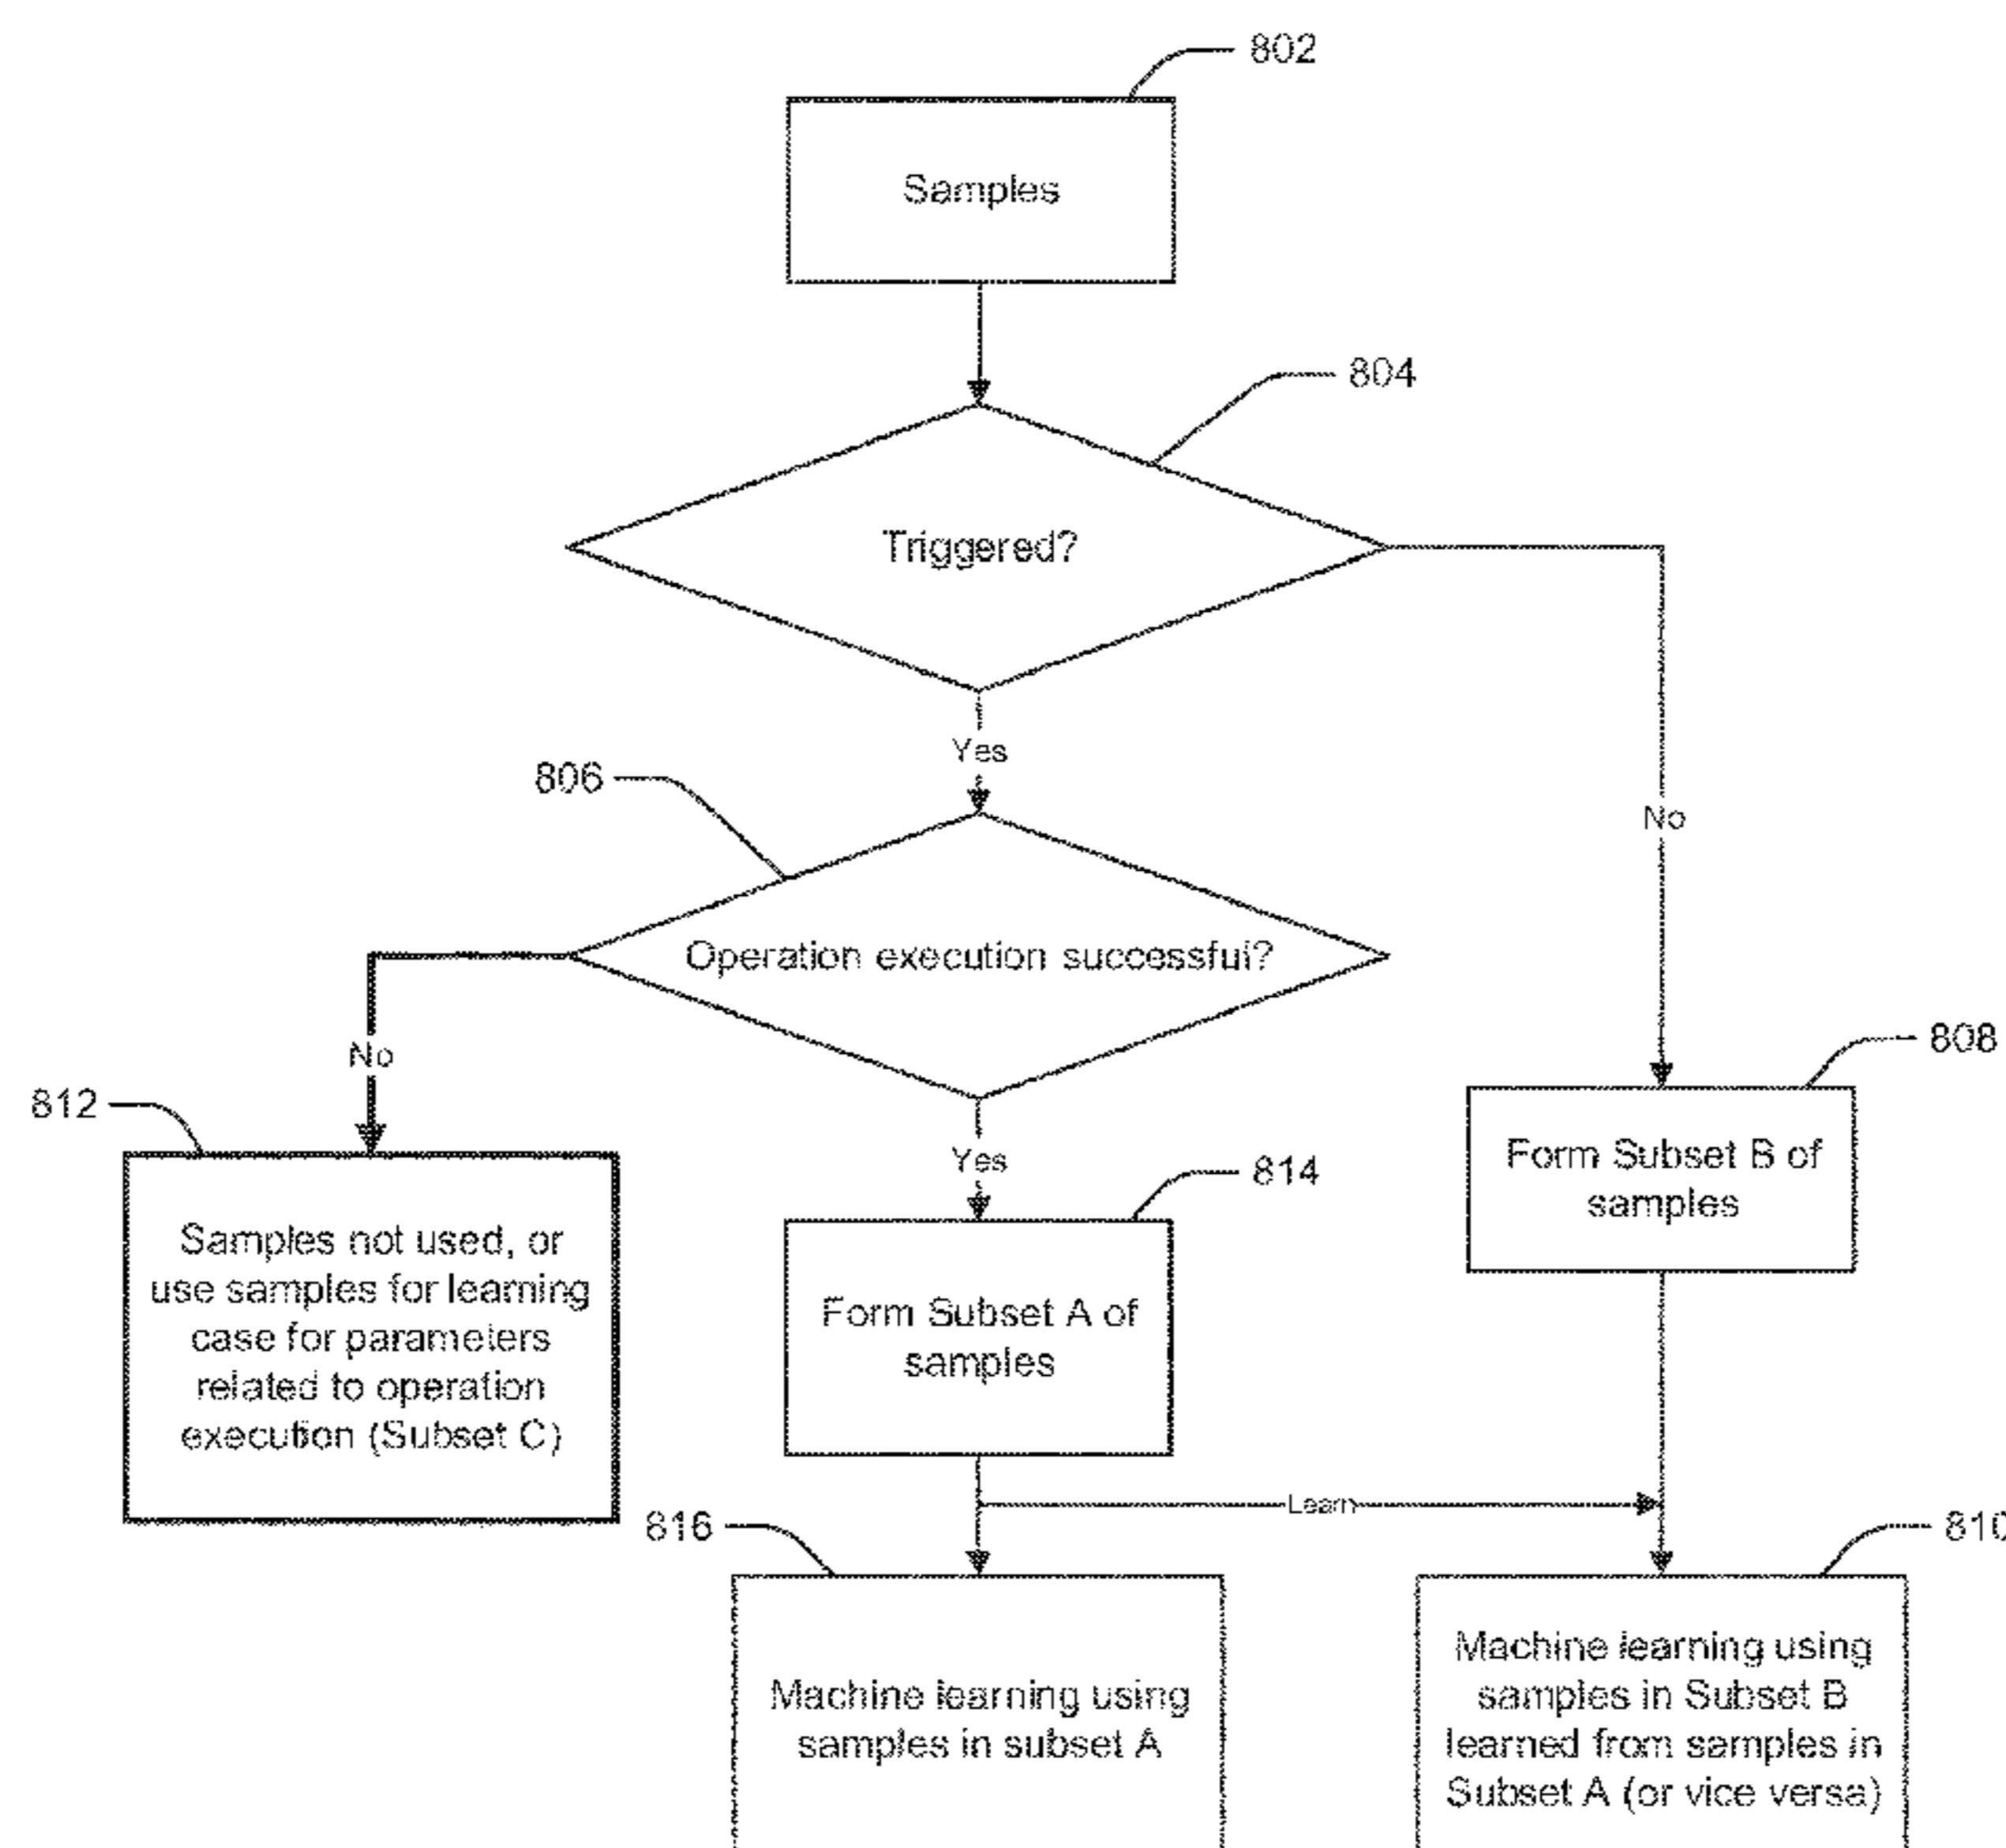 802
Samples
804
Triggered?
Yes
806
No
Operation execution successful?
No
808
812
Yes
814
Form Subset B of
samples
Samples not used, or
use samples for learning
case for parameters
related to operation
execution (Subset C)
Form Subset A of
samples
Learn
816
810
Machine learning using
samples in subset A
Machine learning using
samples in Subset B
learned from samples in
Subset A (or vice versa)